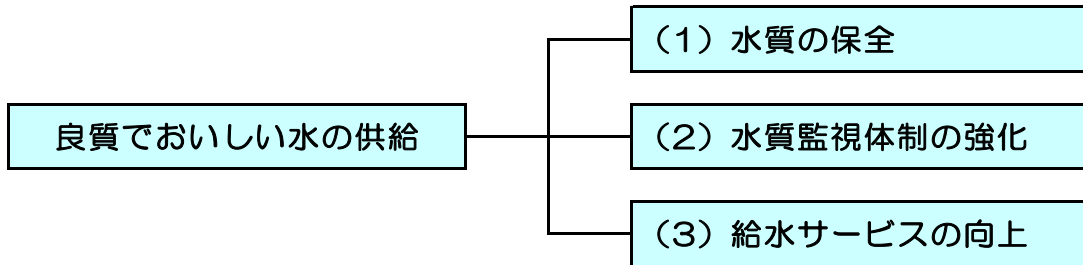 良質でおいしい水の供給
（1）水質の保全
（2）水質監視体制の強化
（3）給水サービスの向上